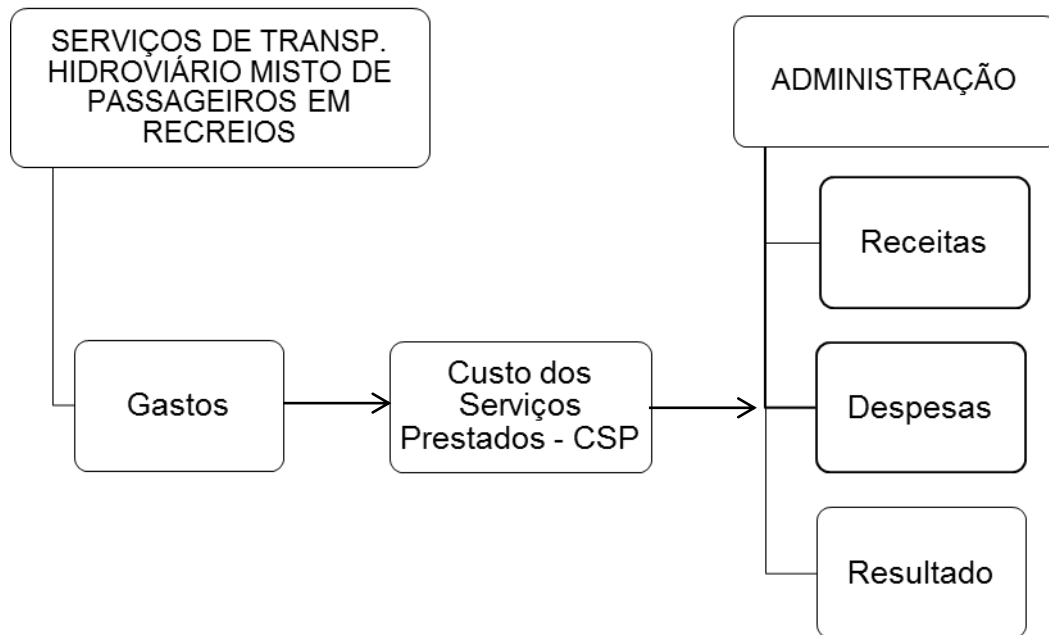 SERVIÇOS DE TRANSP.
HIDROVIÁRIO MISTO DE
PASSAGEIROS EM
RECREIOS
ADMINISTRAÇÃO
Receitas
Gastos
Custo dos
Serviços
Prestados - CSP
Despesas
Resultado